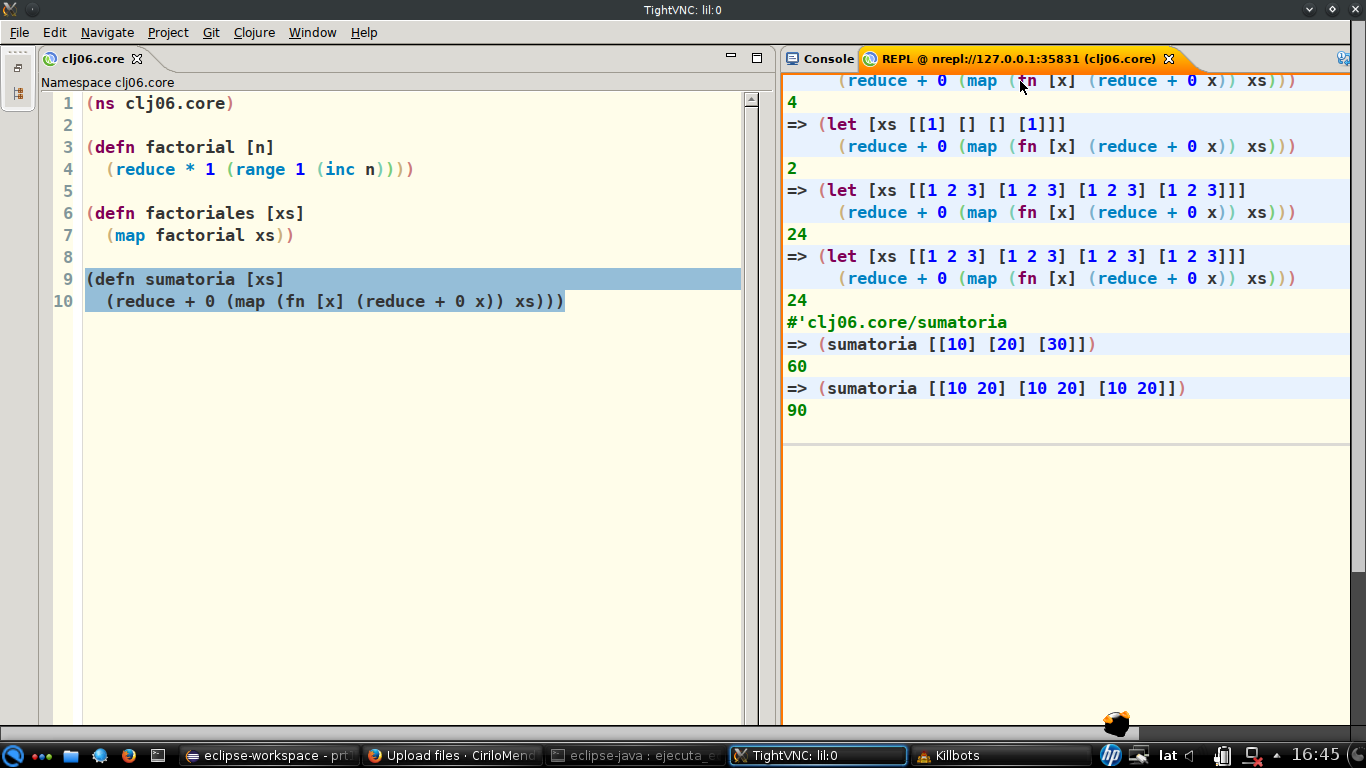 TightVNC: lil:0
File Edit Navigate Project Git Clojure Window Help
clj06.core
Namespace clj06.core
1 (ns clj06.core)
2
3 (defn factorial [n]
4 (reduce * 1 (range 1 (inc n))))
5
6 (defn factoriales [xs]
7 (map factorial xs))
8
9 (defn sumatoria [xs]
10 (reduce + 0 (map (fn [x] (reduce + 0 x)) xs)))
Console REPL @ nrepl://127.0.0.1:35831 (clj06.core)
(reduce + 0 (map (fn [x] (reduce + 0 x)) xs)))
4
=> (let [xs [[1] [] [] [1]]]
(reduce + 0 (map (fn [x] (reduce + 0 x)) xs)))
2
=> (let [xs [[1 2 3] [1 2 3] [1 2 3] [1 2 3]]]
(reduce + 0 (map (fn [x] (reduce + 0 x)) xs)))
24
=> (let [xs [[1 2 3] [1 2 3] [1 2 3] [1 2 3]]]
(reduce + 0 (map (fn [x] (reduce + 0 x)) xs)))
24
#'clj06.core/sumatoria
=> (sumatoria [[10] [20] [30]])
60
=> (sumatoria [[10 20] [10 20] [10 20]])
90
eclipse-workspace - prt Upload files · CiriloMen eclipse-java : ejecuta_e TightVNC: lil:0 Killbots hp lat 16:45